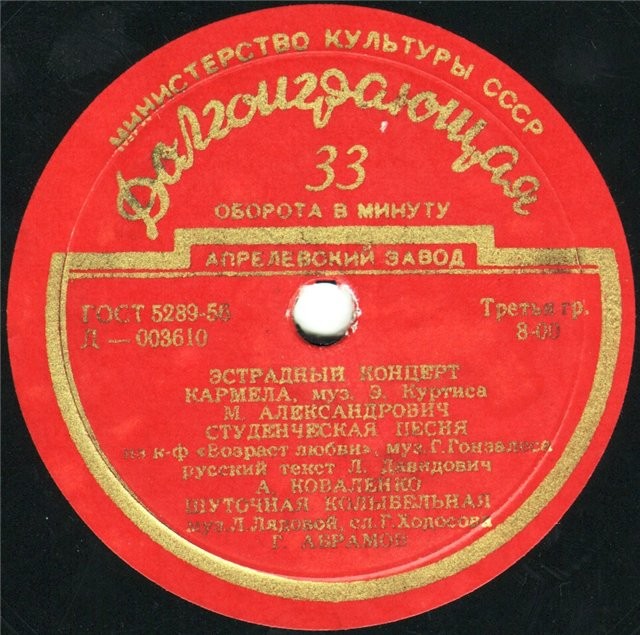 МИНИСТЕРСТВО КУЛЬТУРЫ СССР
Долгоиграющая
33
ОБОРОТА В МИНУТУ
АПРЕЛЕВСКИЙ ЗАВОД
ГОСТ 5289-56 Третья гр.
Д — 003610 8-00
ЭСТРАДНЫЙ КОНЦЕРТ
КАРМЕЛА, муз. Э. Куртиса
М. АЛЕКСАНДРОВИЧ
СТУДЕНЧЕСКАЯ ПЕСНЯ
из к-ф «Возраст любви», муз. Г. Гонзалеса
русский текст Л. Давидович
А. КОВАЛЕНКО
ШУТОЧНАЯ КОЛЫБЕЛЬНАЯ
муз. Л. Лядовой, сл. Г. Ходосова
Г. АБРАМОВ